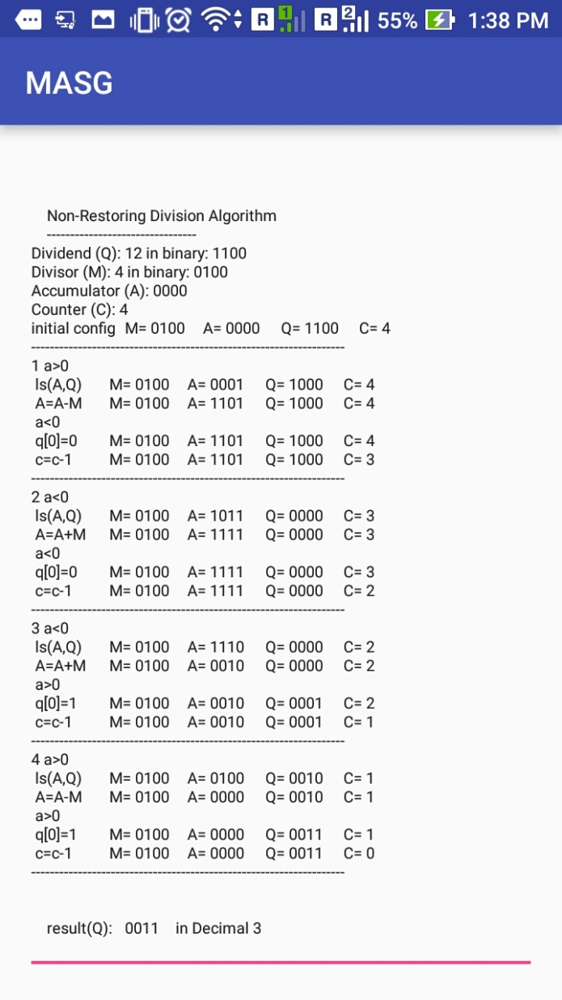 R 1 R 2 55% 1:38 PM
MASG
Non-Restoring Division Algorithm
--------------------------------
Dividend (Q): 12 in binary: 1100
Divisor (M): 4 in binary: 0100
Accumulator (A): 0000
Counter (C): 4
initial config M= 0100 A= 0000 Q= 1100 C= 4
--------------------------------------------------------------------
1 a>0
ls(A,Q) M= 0100 A= 0001 Q= 1000 C= 4
A=A-M M= 0100 A= 1101 Q= 1000 C= 4
a<0
q[0]=0 M= 0100 A= 1101 Q= 1000 C= 4
c=c-1 M= 0100 A= 1101 Q= 1000 C= 3
--------------------------------------------------------------------
2 a<0
ls(A,Q) M= 0100 A= 1011 Q= 0000 C= 3
A=A+M M= 0100 A= 1111 Q= 0000 C= 3
a<0
q[0]=0 M= 0100 A= 1111 Q= 0000 C= 3
c=c-1 M= 0100 A= 1111 Q= 0000 C= 2
--------------------------------------------------------------------
3 a<0
ls(A,Q) M= 0100 A= 1110 Q= 0000 C= 2
A=A+M M= 0100 A= 0010 Q= 0000 C= 2
a>0
q[0]=1 M= 0100 A= 0010 Q= 0001 C= 2
c=c-1 M= 0100 A= 0010 Q= 0001 C= 1
--------------------------------------------------------------------
4 a>0
ls(A,Q) M= 0100 A= 0100 Q= 0010 C= 1
A=A-M M= 0100 A= 0000 Q= 0010 C= 1
a>0
q[0]=1 M= 0100 A= 0000 Q= 0011 C= 1
c=c-1 M= 0100 A= 0000 Q= 0011 C= 0
--------------------------------------------------------------------
result(Q): 0011 in Decimal 3